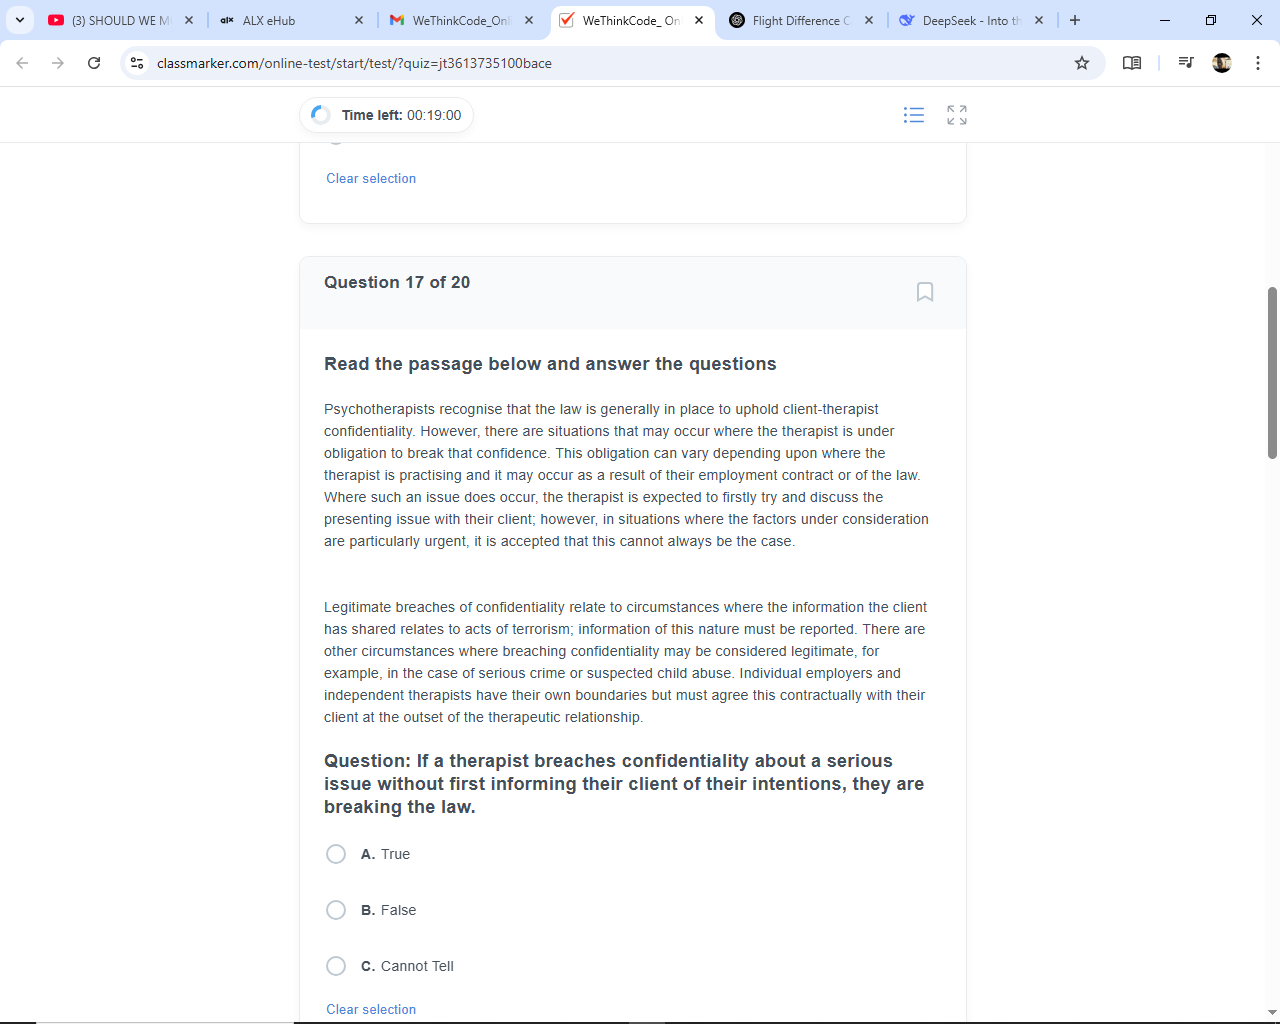 (3) SHOULD WE M
ALX eHub
WeThinkCode_Onl
WeThinkCode_ On
Flight Difference C
DeepSeek - Into th
classmarker.com/online-test/start/test/?quiz=jt3613735100bace
Time left: 00:19:00
Clear selection
Question 17 of 20
Read the passage below and answer the questions
Psychotherapists recognise that the law is generally in place to uphold client-therapist
confidentiality. However, there are situations that may occur where the therapist is under
obligation to break that confidence. This obligation can vary depending upon where the
therapist is practising and it may occur as a result of their employment contract or of the law.
Where such an issue does occur, the therapist is expected to firstly try and discuss the
presenting issue with their client; however, in situations where the factors under consideration
are particularly urgent, it is accepted that this cannot always be the case.
Legitimate breaches of confidentiality relate to circumstances where the information the client
has shared relates to acts of terrorism; information of this nature must be reported. There are
other circumstances where breaching confidentiality may be considered legitimate, for
example, in the case of serious crime or suspected child abuse. Individual employers and
independent therapists have their own boundaries but must agree this contractually with their
client at the outset of the therapeutic relationship.
Question: If a therapist breaches confidentiality about a serious
issue without first informing their client of their intentions, they are
breaking the law.
A. True
B. False
C. Cannot Tell
Clear selection